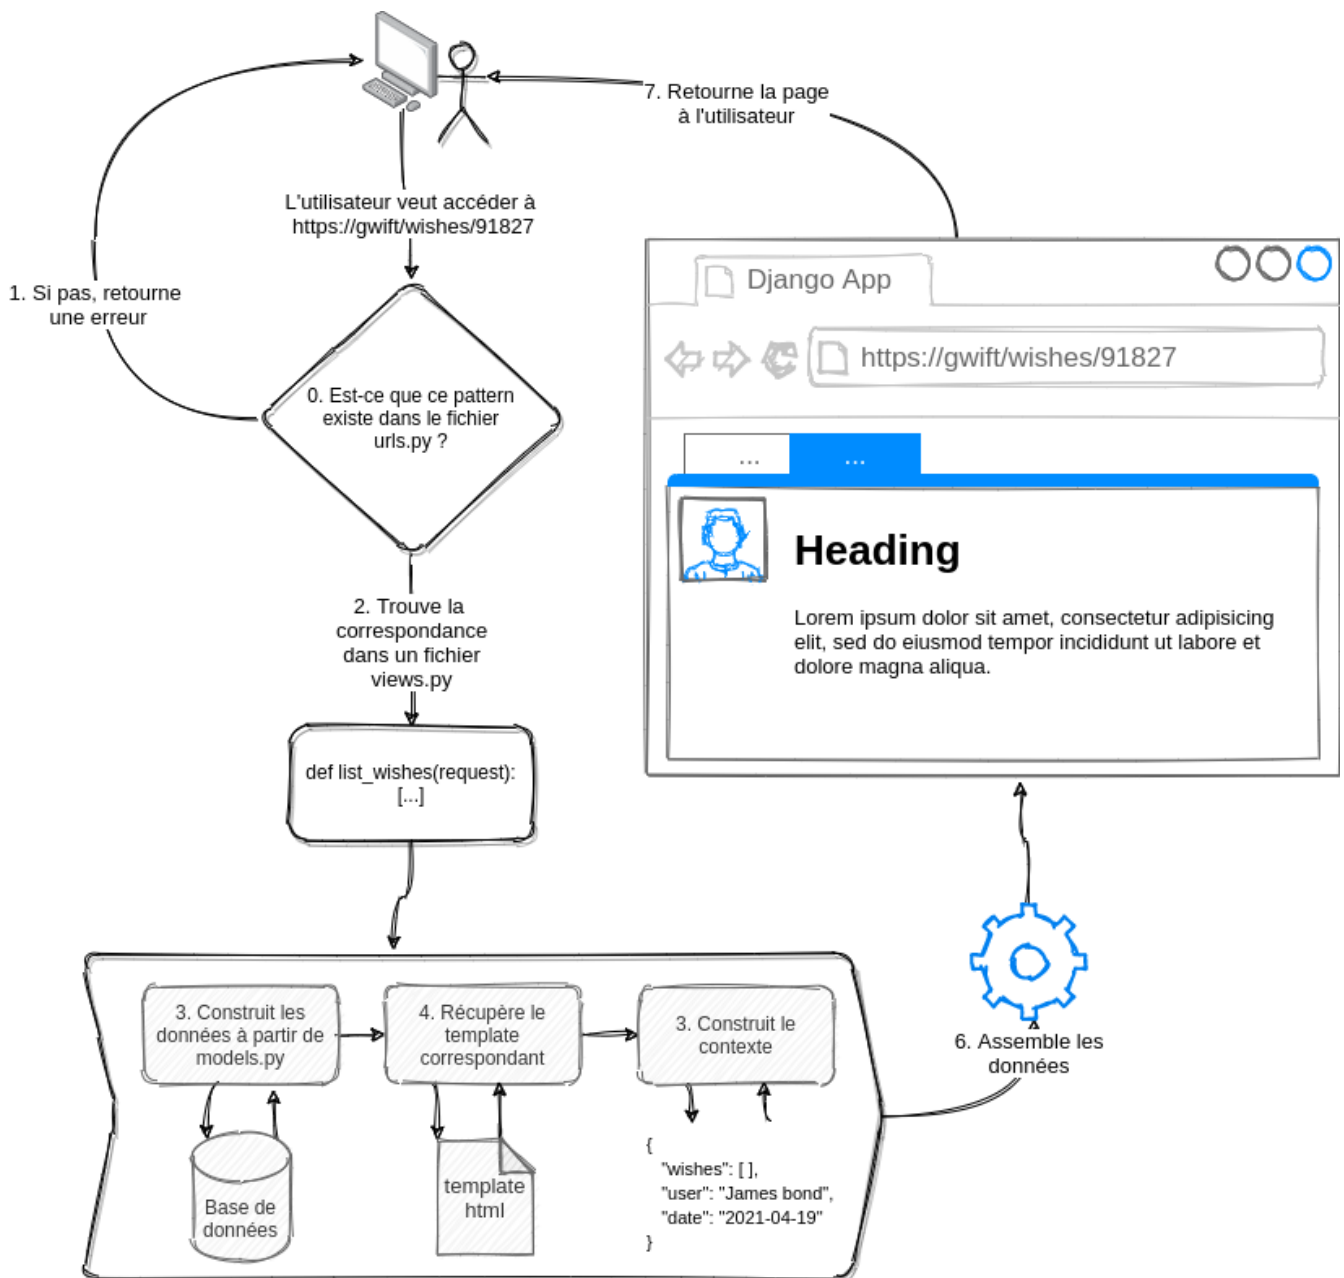 7. Retourne la page
à l'utilisateur
L'utilisateur veut accéder à
https://gwift/wishes/91827
1. Si pas, retourne
une erreur
0. Est-ce que ce pattern
existe dans le fichier
urls.py ?
2. Trouve la
correspondance
dans un fichier
views.py
def list_wishes(request):
[...]
3. Construit les
données à partir de
models.py
4. Récupère le
template
correspondant
3. Construit le
contexte
Base de
données
template
html
{
"wishes": [ ],
"user": "James bond",
"date": "2021-04-19"
}
6. Assemble les
données
Django App
https://gwift/wishes/91827
...
...
Heading
Lorem ipsum dolor sit amet, consectetur adipisicing
elit, sed do eiusmod tempor incididunt ut labore et
dolore magna aliqua.